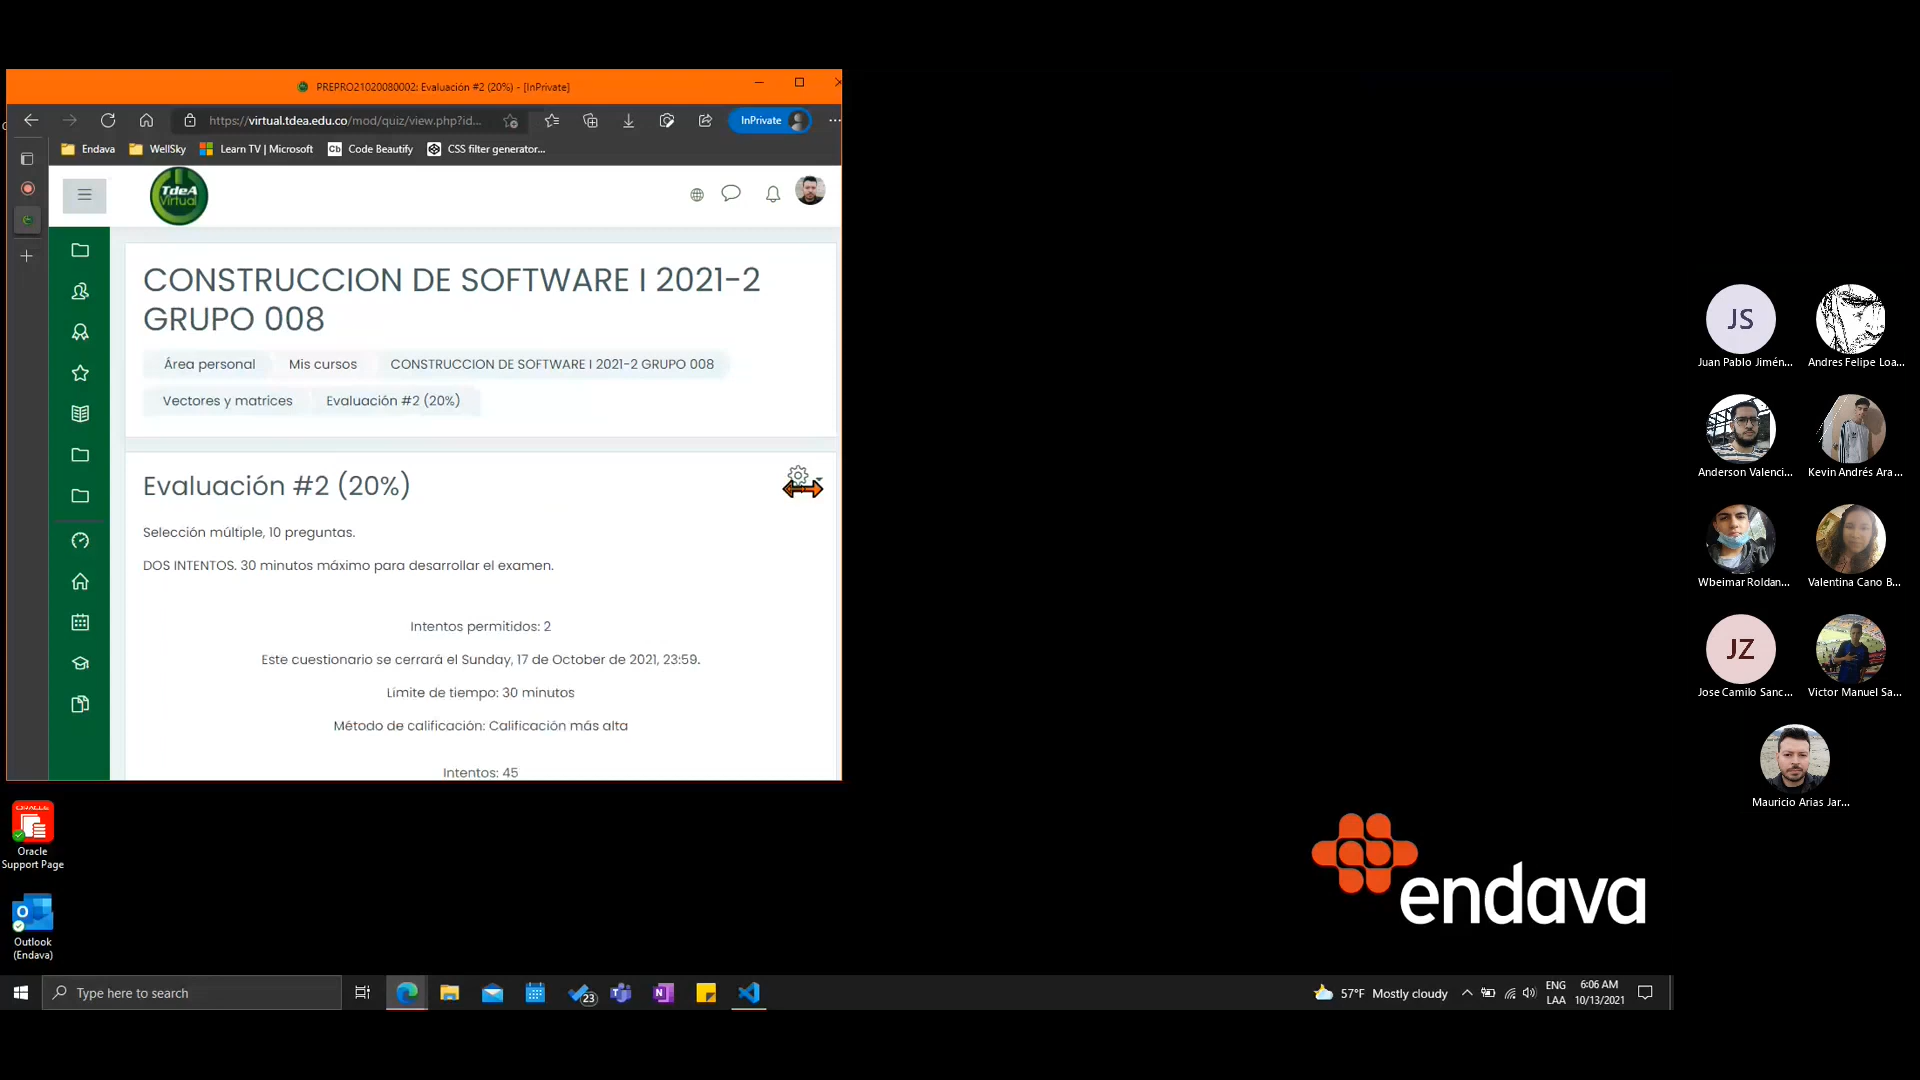 PREPRO21020080002: Evaluación #2 (20%) - [InPrivate]
https://virtual.tdea.edu.co/mod/quiz/view.php?id...
InPrivate
Endava
WellSky
Learn TV | Microsoft
Cb
Code Beautify
CSS filter generator...
TdeA
Virtual
CONSTRUCCION DE SOFTWARE I 2021-2
GRUPO 008
Área personal
Mis cursos
CONSTRUCCION DE SOFTWARE I 2021-2 GRUPO 008
Vectores y matrices
Evaluación #2 (20%)
Evaluación #2 (20%)
Selección múltiple, 10 preguntas.
DOS INTENTOS. 30 minutos máximo para desarrollar el examen.
Intentos permitidos: 2
Este cuestionario se cerrará el Sunday, 17 de October de 2021, 23:59.
Límite de tiempo: 30 minutos
Método de calificación: Calificación más alta
Intentos: 45
JS
Juan Pablo Jimén...
Andres Felipe Loa...
Anderson Valenci...
Kevin Andrés Ara...
Wbeimar Roldan...
Valentina Cano B...
JZ
Jose Camilo Sanc...
Victor Manuel Sa...
Mauricio Arias Jar...
ORACLE
Oracle
Support Page
Outlook
(Endava)
endava
Type here to search
23
57°F Mostly cloudy
ENG
LAA
6:06 AM
10/13/2021